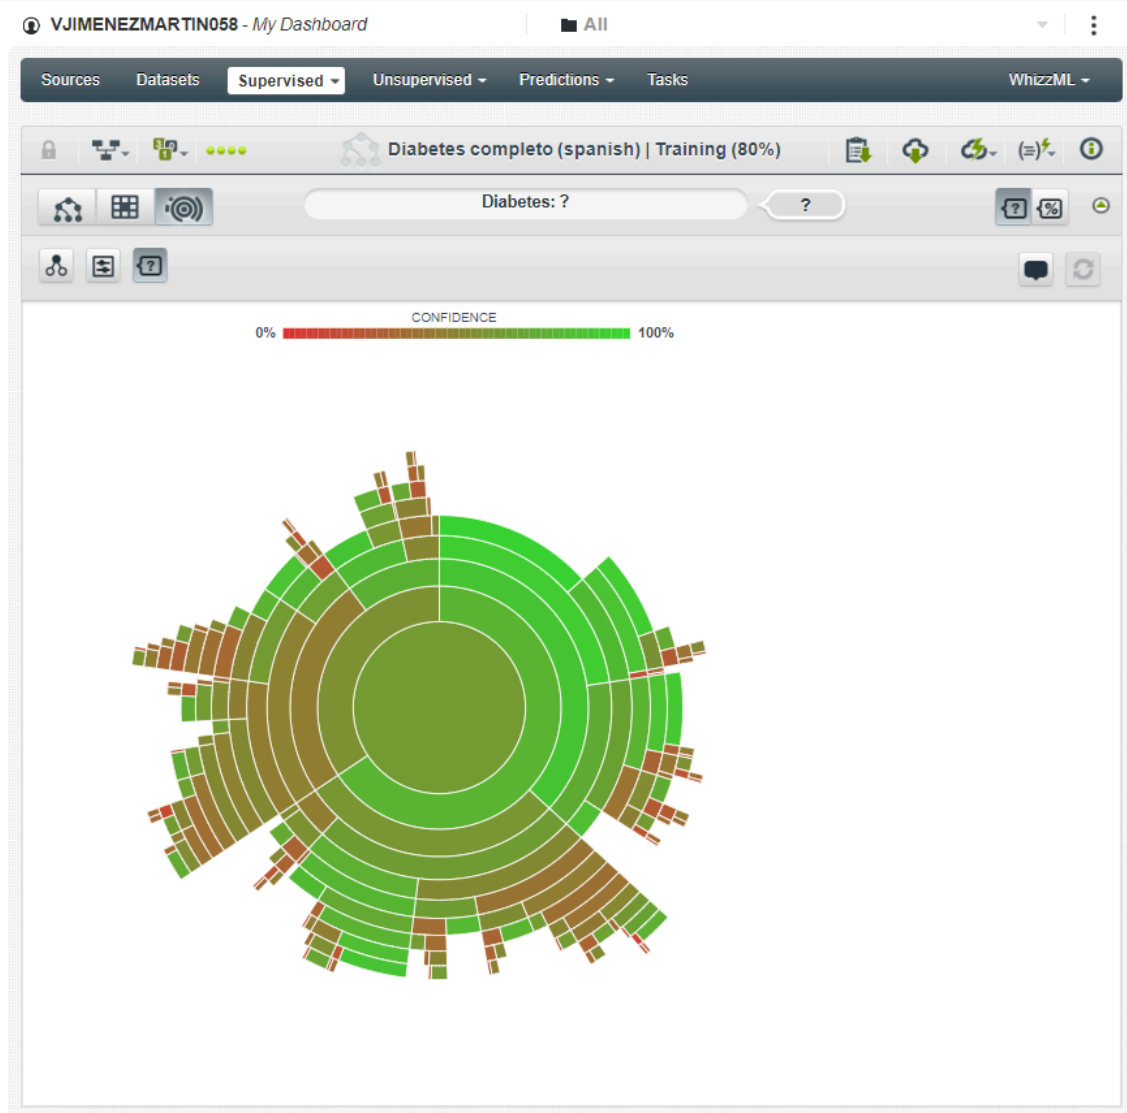 VJIMENEZMARTIN058 - My Dashboard
All
Sources Datasets Supervised Unsupervised Predictions Tasks WhizzML
Diabetes completo (spanish) | Training (80%)
Diabetes: ?
?
CONFIDENCE
0% 100%